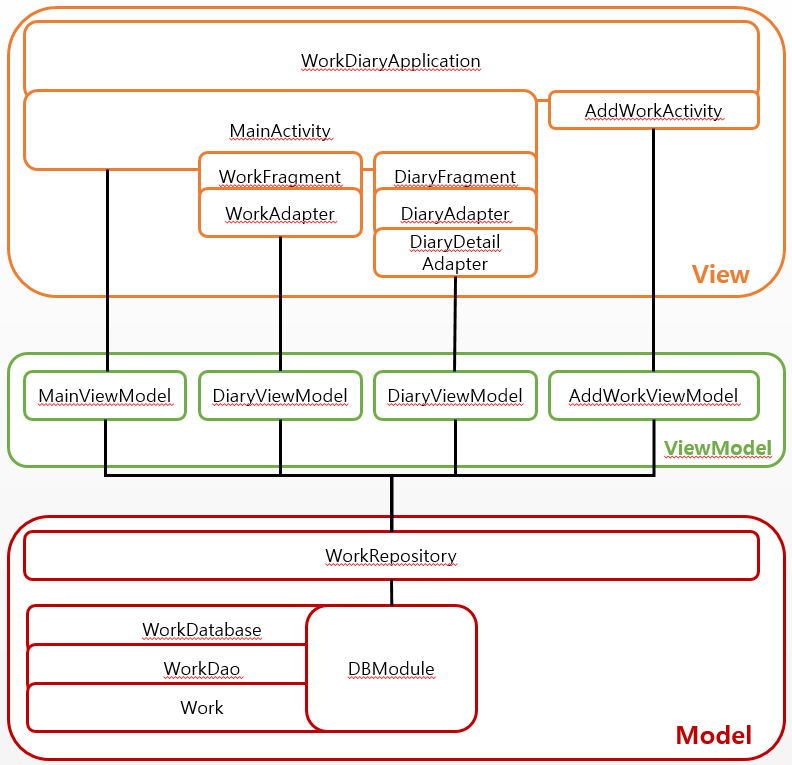 WorkDiaryApplication
MainActivity
AddWorkActivity
WorkFragment
DiaryFragment
WorkAdapter
DiaryAdapter
DiaryDetail
Adapter
View
MainViewModel
DiaryViewModel
DiaryViewModel
AddWorkViewModel
ViewModel
WorkRepository
WorkDatabase
WorkDao
DBModule
Work
Model